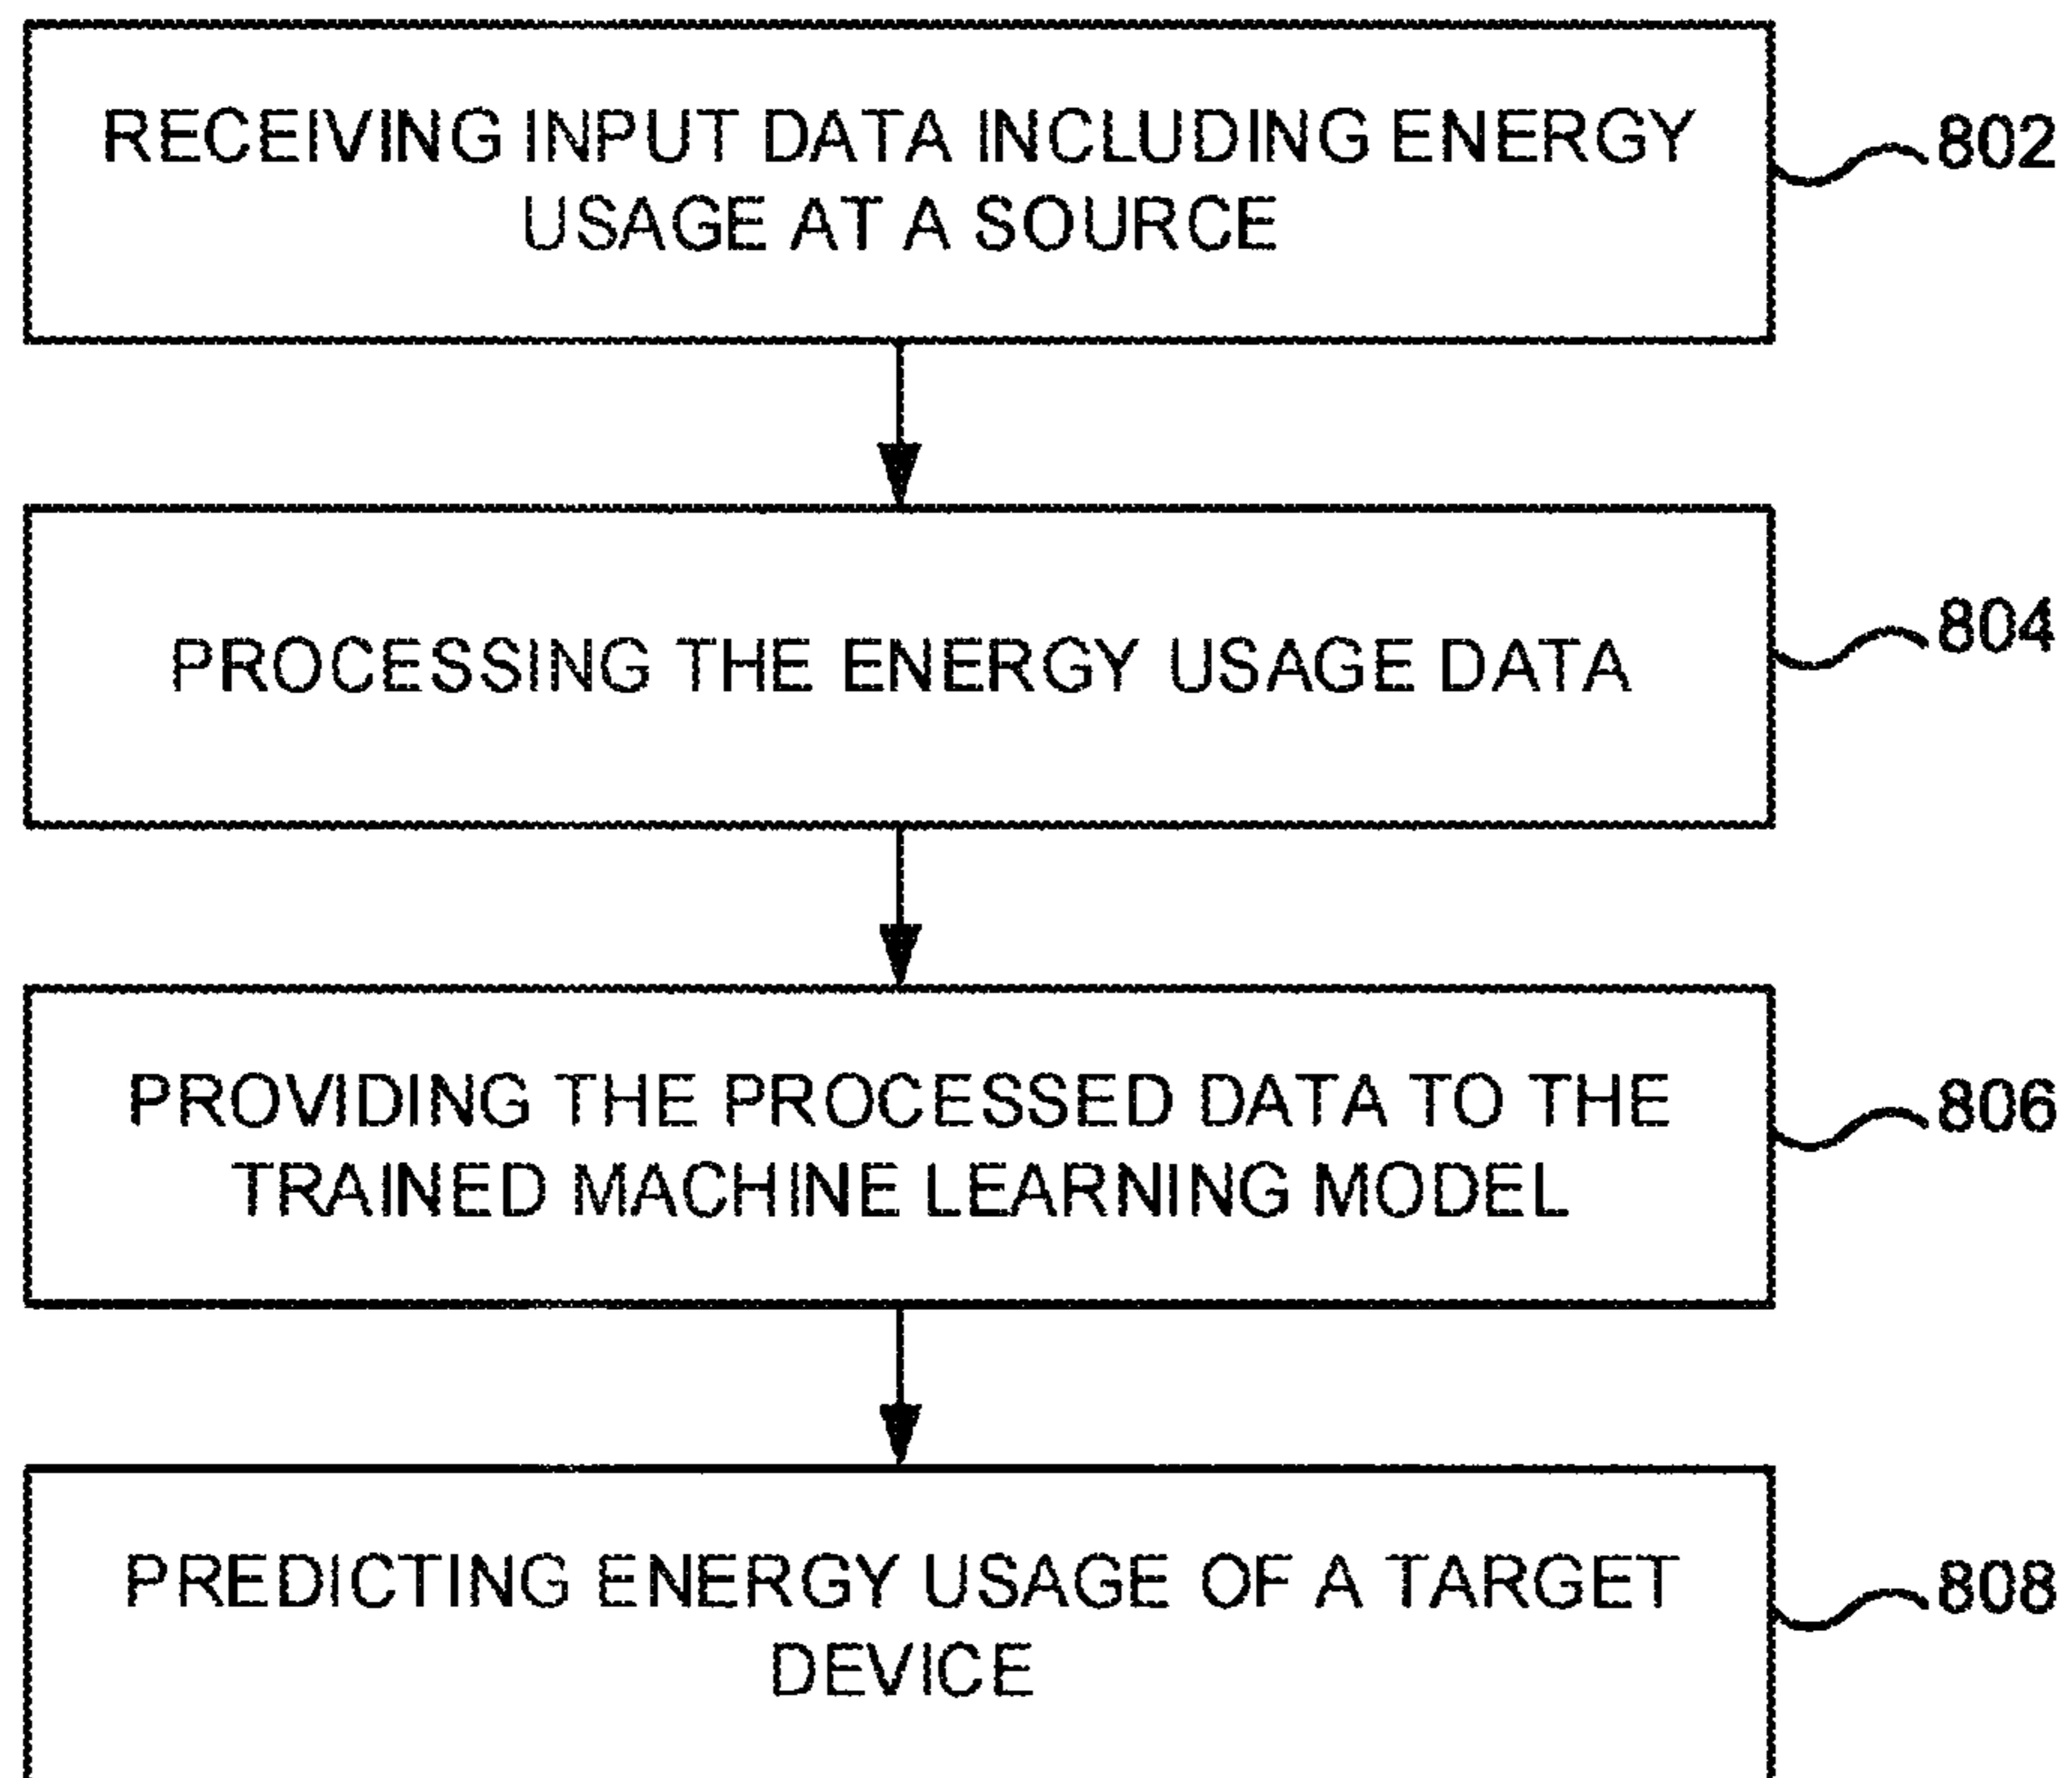 RECEIVING INPUT DATA INCLUDING ENERGY
USAGE AT A SOURCE
802
PROCESSING THE ENERGY USAGE DATA
804
PROVIDING THE PROCESSED DATA TO THE
TRAINED MACHINE LEARNING MODEL
806
PREDICTING ENERGY USAGE OF A TARGET
DEVICE
808